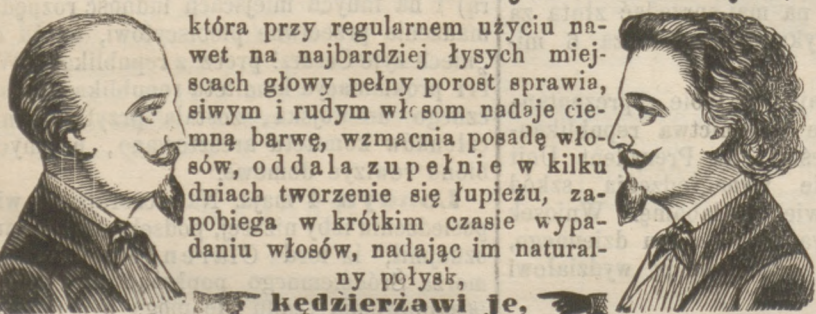 która przy regularnem użyciu na-
wet na najbardziej łysych miej-
scach głowy pełny porost sprawia,
siwym i rudym włosom nadaje cie-
mną barwę, wzmacnia posadę wło-
sów, oddala zupełnie w kilku
dniach tworzenie się łupieżu, za-
pobiega w krótkim czasie wypa-
daniu włosów, nadając im natural-
ny połysk,
kędzierżawi je,